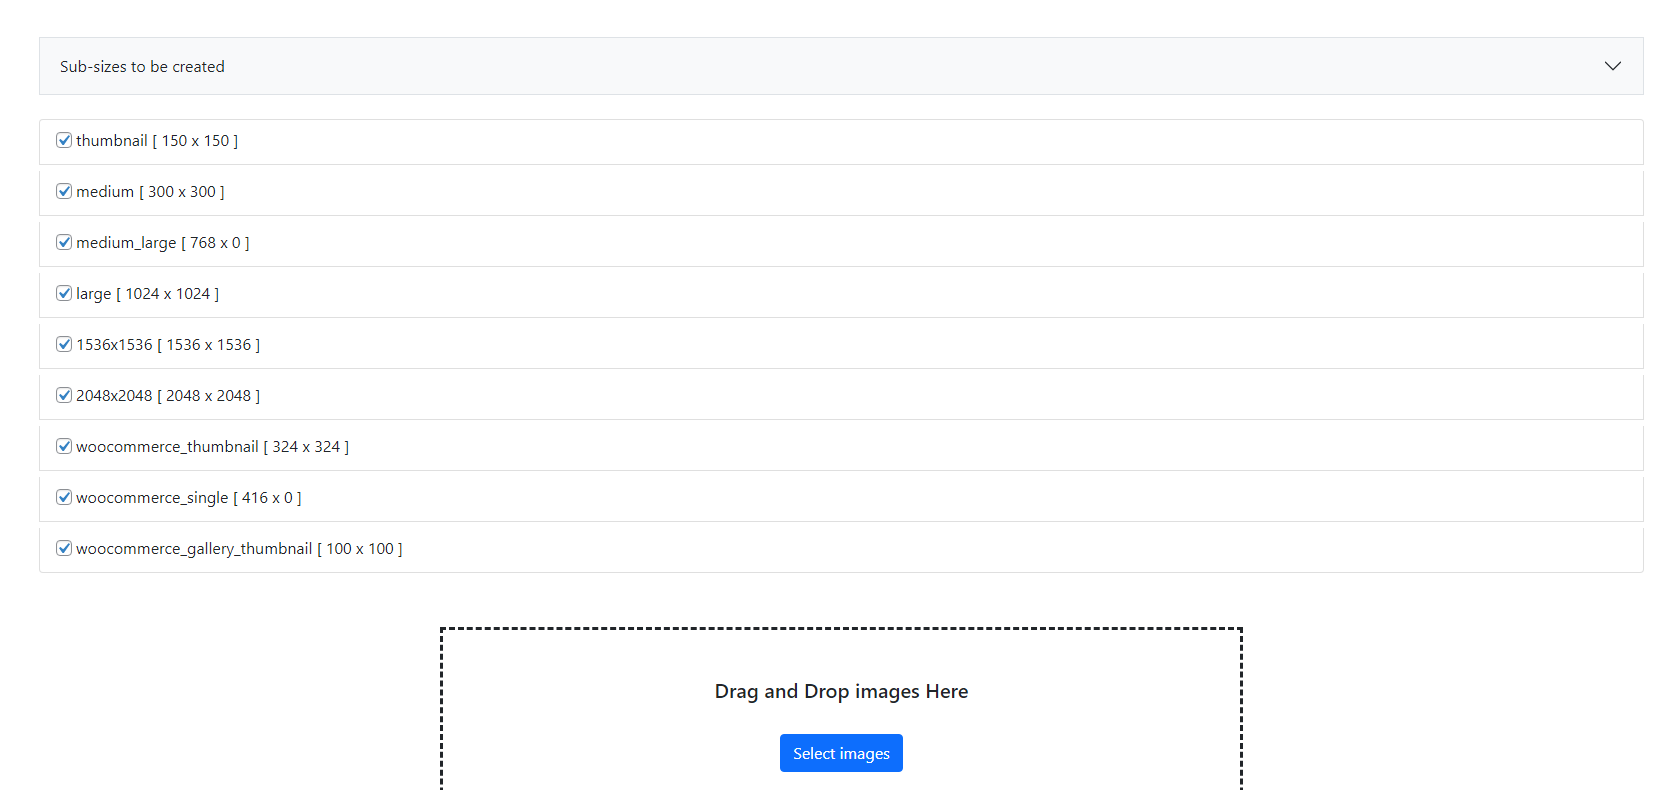 Sub-sizes to be created
thumbnail [ 150 x 150 ]
medium [ 300 x 300 ]
medium_large [ 768 x 0 ]
large [ 1024 x 1024 ]
1536x1536 [ 1536 x 1536 ]
2048x2048 [ 2048 x 2048 ]
woocommerce_thumbnail [ 324 x 324 ]
woocommerce_single [ 416 x 0 ]
woocommerce_gallery_thumbnail [ 100 x 100 ]
Drag and Drop images Here
Select images